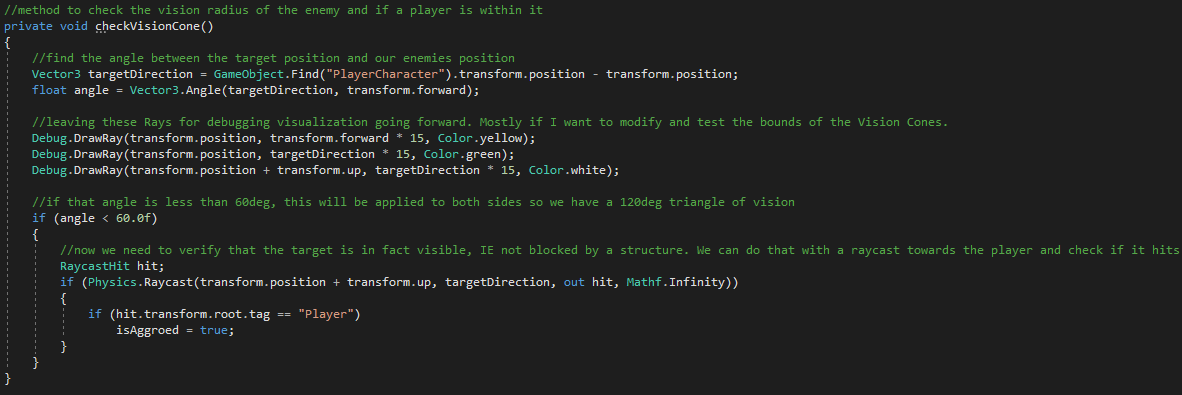 //method to check the vision radius of the enemy and if a player is within it
private void checkVisionCone()
{
//find the angle between the target position and our enemies position
Vector3 targetDirection = GameObject.Find("PlayerCharacter").transform.position - transform.position;
float angle = Vector3.Angle(targetDirection, transform.forward);
//leaving these Rays for debugging visualization going forward. Mostly if I want to modify and test the bounds of the Vision Cones.
Debug.DrawRay(transform.position, transform.forward * 15, Color.yellow);
Debug.DrawRay(transform.position, targetDirection * 15, Color.green);
Debug.DrawRay(transform.position + transform.up, targetDirection * 15, Color.white);
//if that angle is less than 60deg, this will be applied to both sides so we have a 120deg triangle of vision
if (angle < 60.0f)
{
//now we need to verify that the target is in fact visible, IE not blocked by a structure. We can do that with a raycast towards the player and check if it hits
RaycastHit hit;
if (Physics.Raycast(transform.position + transform.up, targetDirection, out hit, Mathf.Infinity))
{
if (hit.transform.root.tag == "Player")
isAggroed = true;
}
}
}